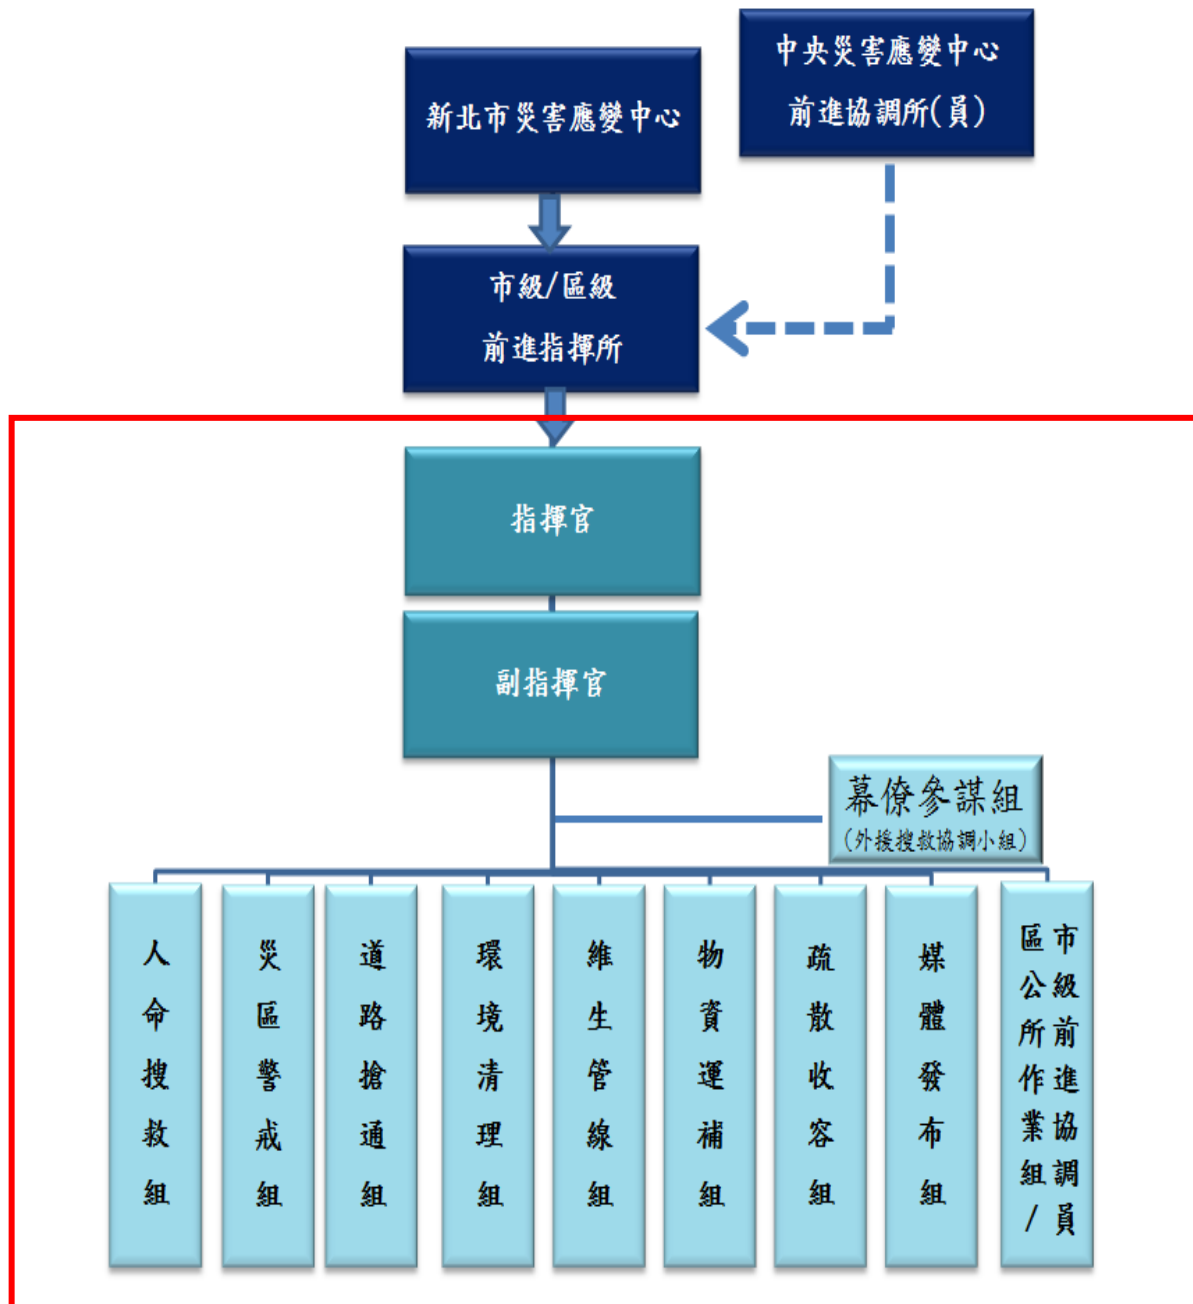 新北市災害應變中心
中央災害應變中心
前進協調所(員)
市級/區級
前進指揮所
指揮官
副指揮官
幕僚參謀組
(外援搜救協調小組)
人命搜救組
災區警戒組
道路搶通組
環境清理組
維生管線組
物資運補組
疏散收容組
媒體發布組
區公所作業組/
市級前進協調員